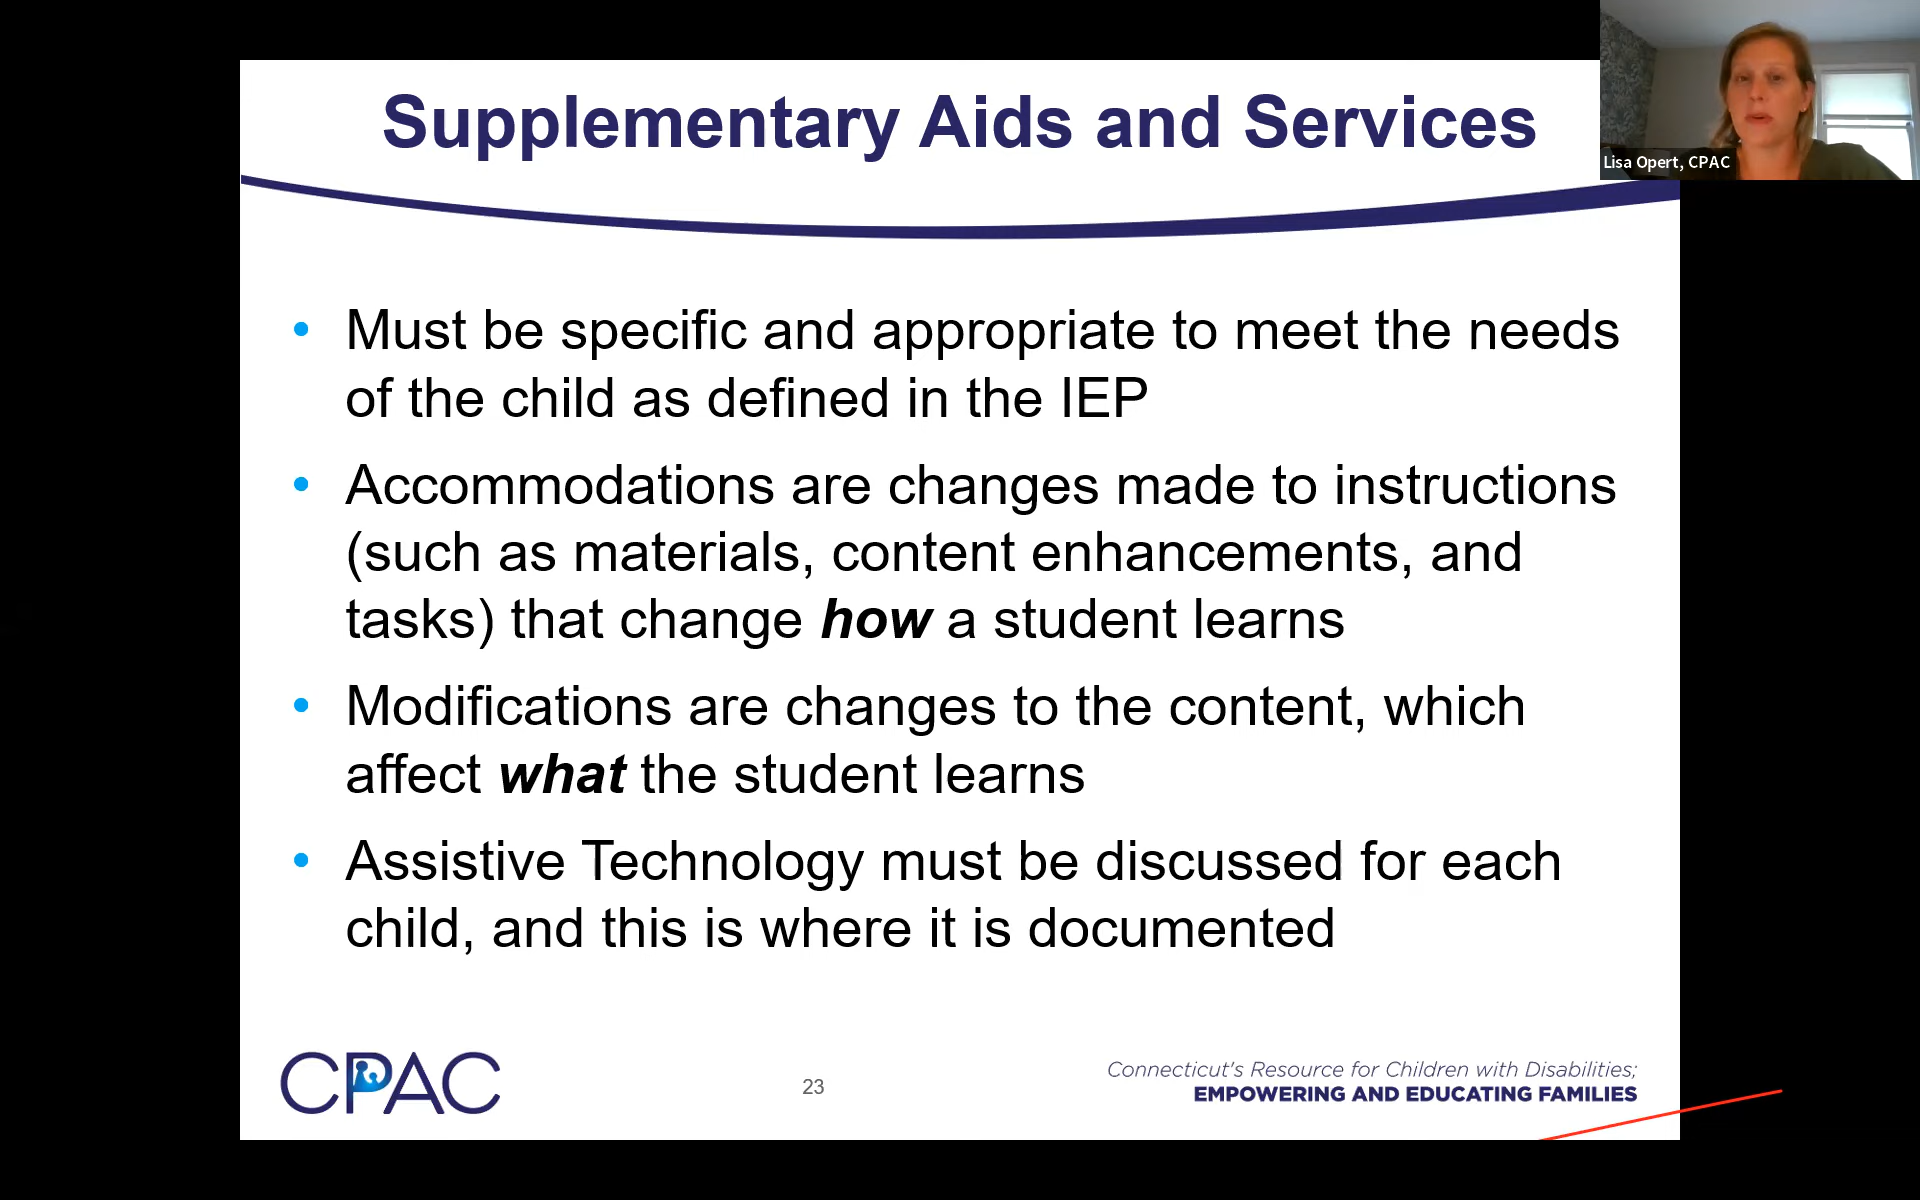 Supplementary Aids and Services
Lisa Opert, CPAC
• Must be specific and appropriate to meet the needs
of the child as defined in the IEP
• Accommodations are changes made to instructions
(such as materials, content enhancements, and
tasks) that change how a student learns
• Modifications are changes to the content, which
affect what the student learns
• Assistive Technology must be discussed for each
child, and this is where it is documented
CPAC
23
Connecticut's Resource for Children with Disabilities;
EMPOWERING AND EDUCATING FAMILIES